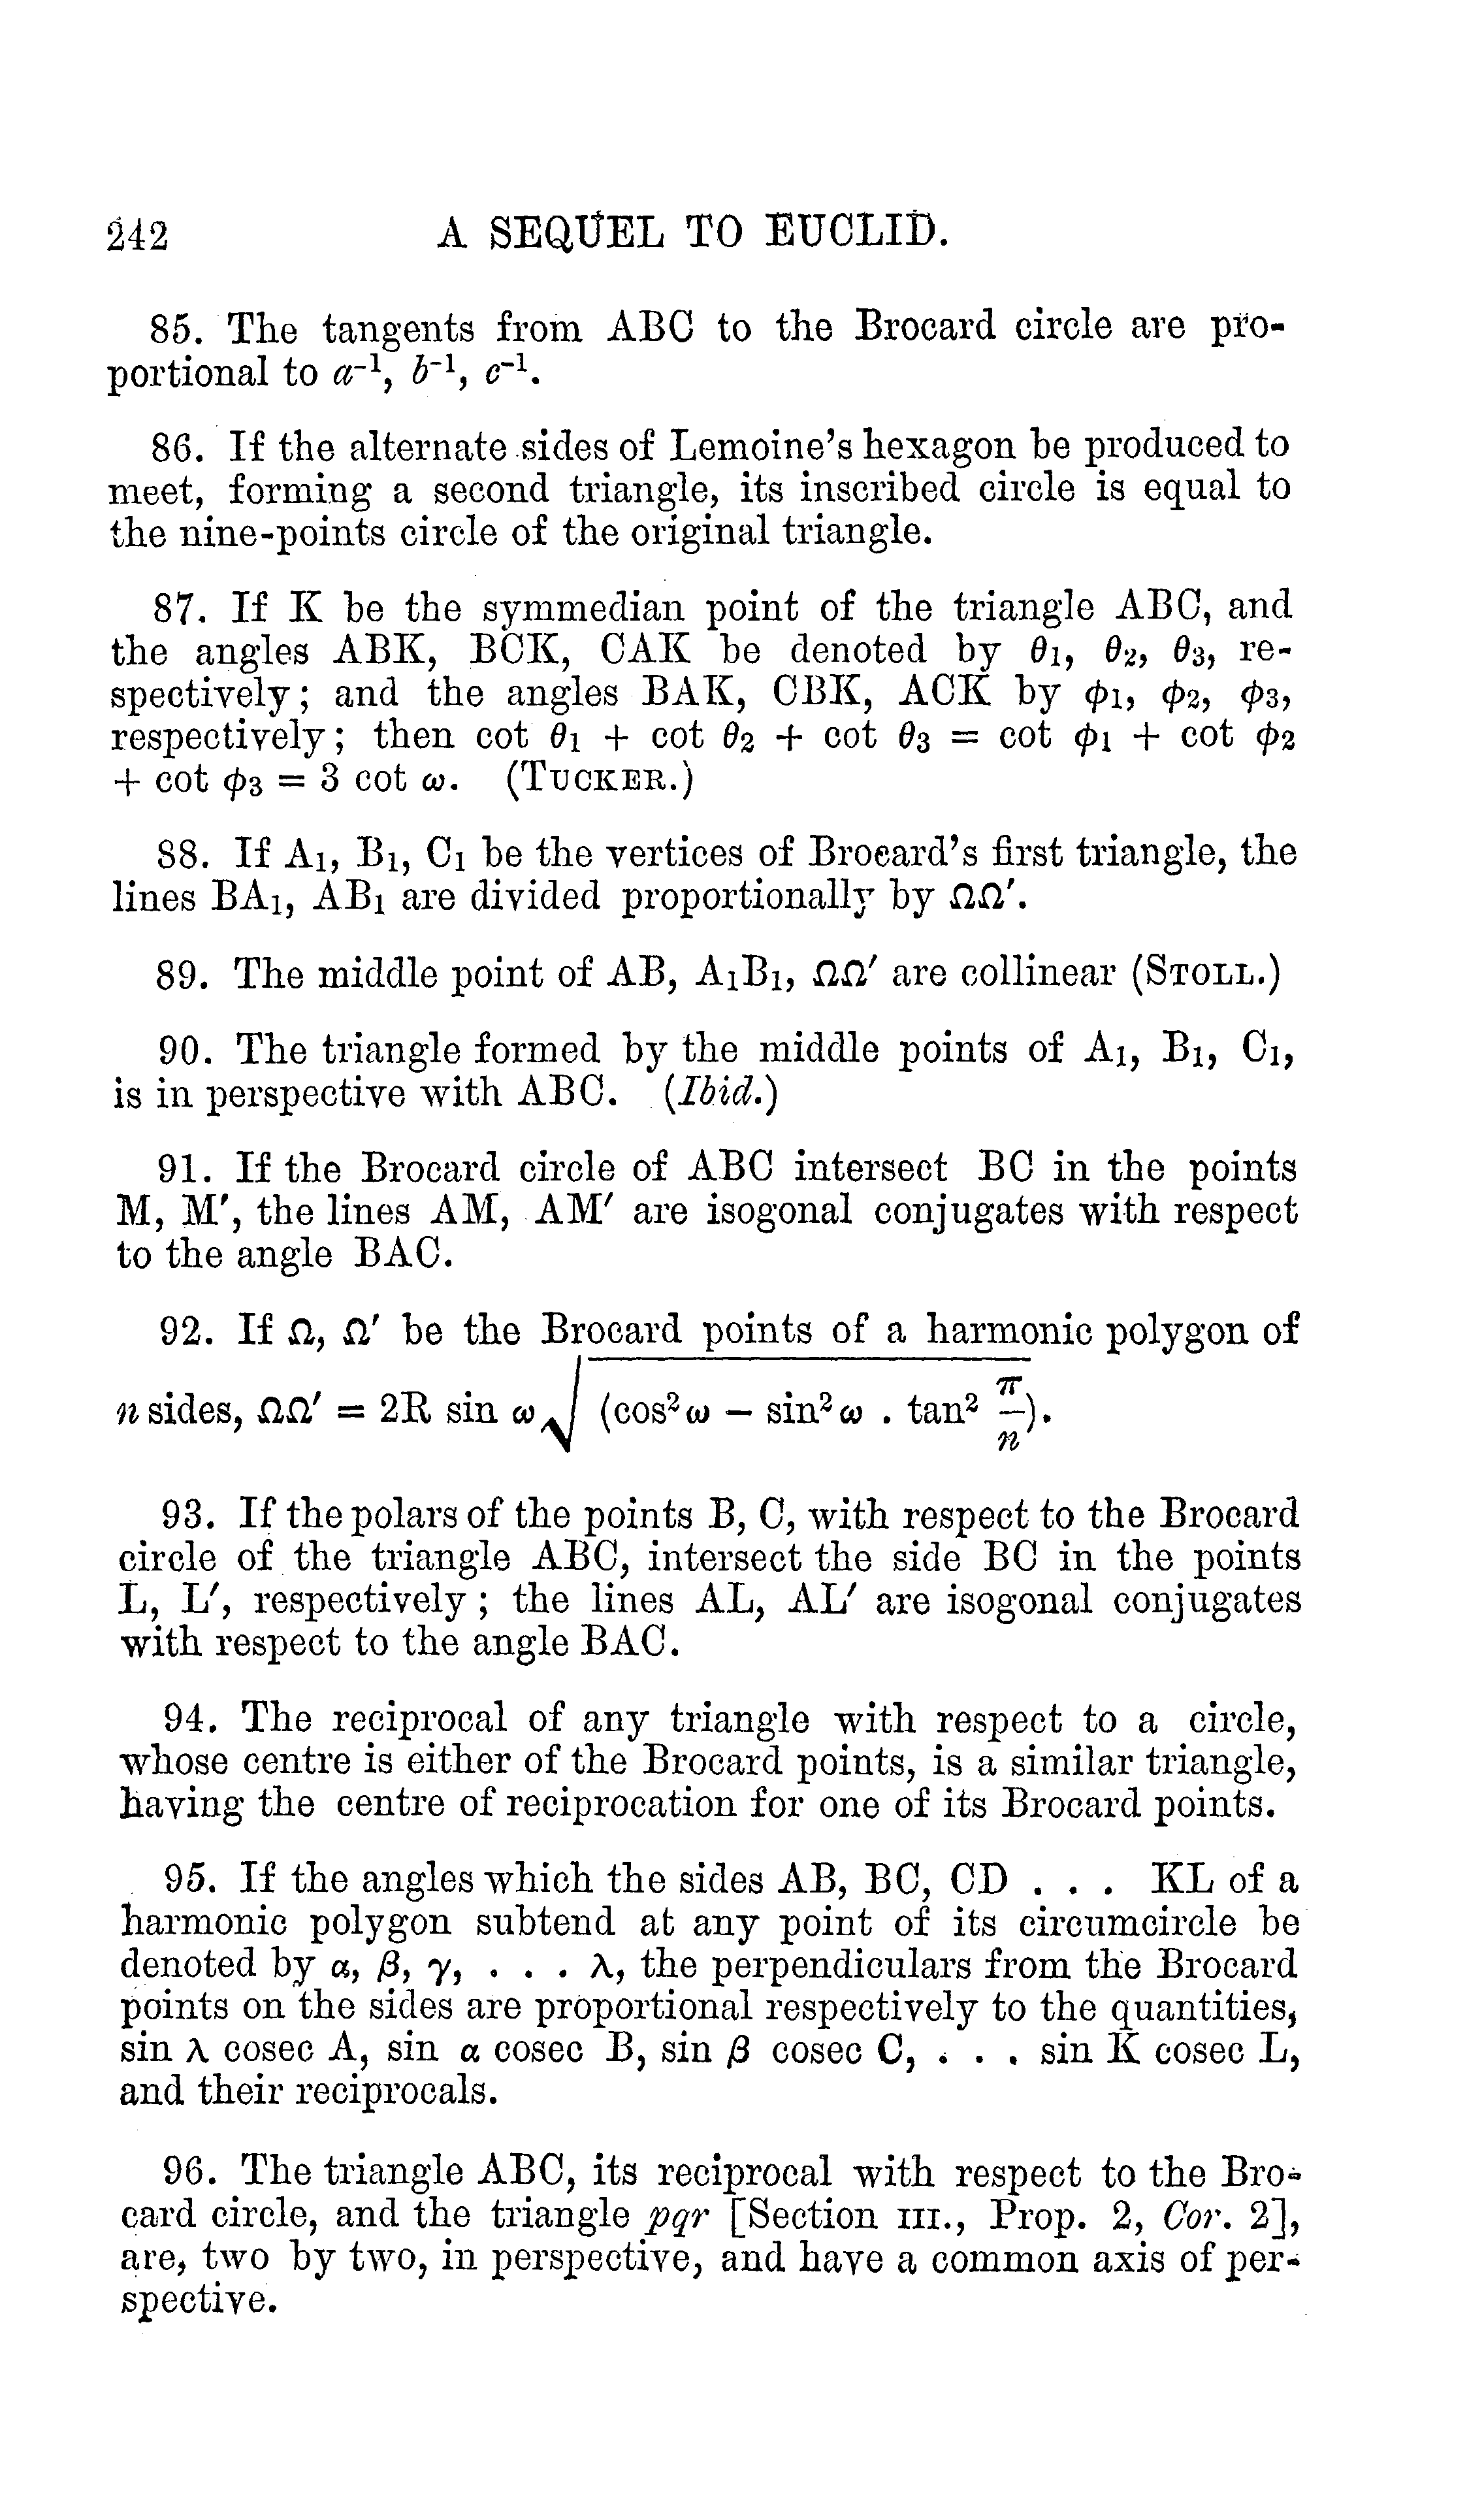 242 A SEQUEL TO EUCLID.
85. The tangents from ABC to the Brocard circle are pro-
portional to a⁻¹, b⁻¹, c⁻¹.
86. If the alternate sides of Lemoine's hexagon be produced to
meet, forming a second triangle, its inscribed circle is equal to
the nine-points circle of the original triangle.
87. If K be the symmedian point of the triangle ABC, and
the angles ABK, BCK, CAK be denoted by θ₁, θ₂, θ₃, re-
spectively; and the angles BAK, CBK, ACK by φ₁, φ₂, φ₃,
respectively; then cot θ₁ + cot θ₂ + cot θ₃ = cot φ₁ + cot φ₂
+ cot φ₃ = 3 cot ω. (TUCKER.)
88. If A₁, B₁, C₁ be the vertices of Brocard's first triangle, the
lines BA₁, AB₁ are divided proportionally by ΩΩ′.
89. The middle point of AB, A₁B₁, ΩΩ′ are collinear (STOLL.)
90. The triangle formed by the middle points of A₁, B₁, C₁,
is in perspective with ABC. (Ibid.)
91. If the Brocard circle of ABC intersect BC in the points
M, M′, the lines AM, AM′ are isogonal conjugates with respect
to the angle BAC.
92. If Ω, Ω′ be the Brocard points of a harmonic polygon of
n sides, ΩΩ′ = 2R sin ω √(cos² ω − sin² ω . tan² π/n).
93. If the polars of the points B, C, with respect to the Brocard
circle of the triangle ABC, intersect the side BC in the points
L, L′, respectively; the lines AL, AL′ are isogonal conjugates
with respect to the angle BAC.
94. The reciprocal of any triangle with respect to a circle,
whose centre is either of the Brocard points, is a similar triangle,
having the centre of reciprocation for one of its Brocard points.
95. If the angles which the sides AB, BC, CD . . . KL of a
harmonic polygon subtend at any point of its circumcircle be
denoted by α, β, γ, . . . λ, the perpendiculars from the Brocard
points on the sides are proportional respectively to the quantities,
sin λ cosec A, sin α cosec B, sin β cosec C, . . . sin K cosec L,
and their reciprocals.
96. The triangle ABC, its reciprocal with respect to the Bro-
card circle, and the triangle pqr [Section III., Prop. 2, Cor. 2],
are, two by two, in perspective, and have a common axis of per-
spective.